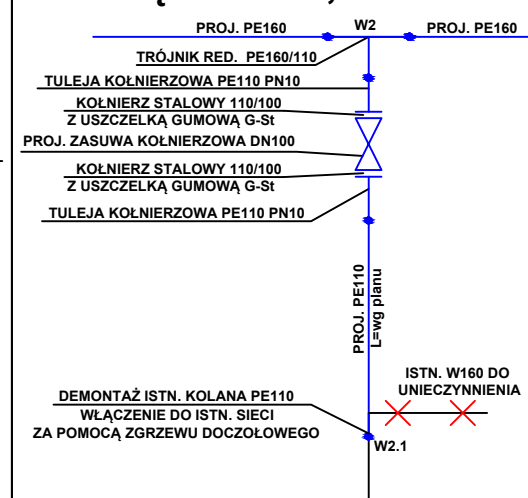 PROJ. PE160
W2
PROJ. PE160
TRÓJNIK RED. PE160/110
TULEJA KOŁNIERZOWA PE110 PN10
KOŁNIERZ STALOWY 110/100
Z USZCZELKĄ GUMOWĄ G-St
PROJ. ZASUWA KOŁNIERZOWA DN100
KOŁNIERZ STALOWY 110/100
Z USZCZELKĄ GUMOWĄ G-St
TULEJA KOŁNIERZOWA PE110 PN10
PROJ. PE110
L=wg planu
ISTN. W160 DO
UNIECZYNNIENIA
DEMONTAŻ ISTN. KOLANA PE110
WŁĄCZENIE DO ISTN. SIECI
ZA POMOCĄ ZGRZEWU DOCZOŁOWEGO
W2.1